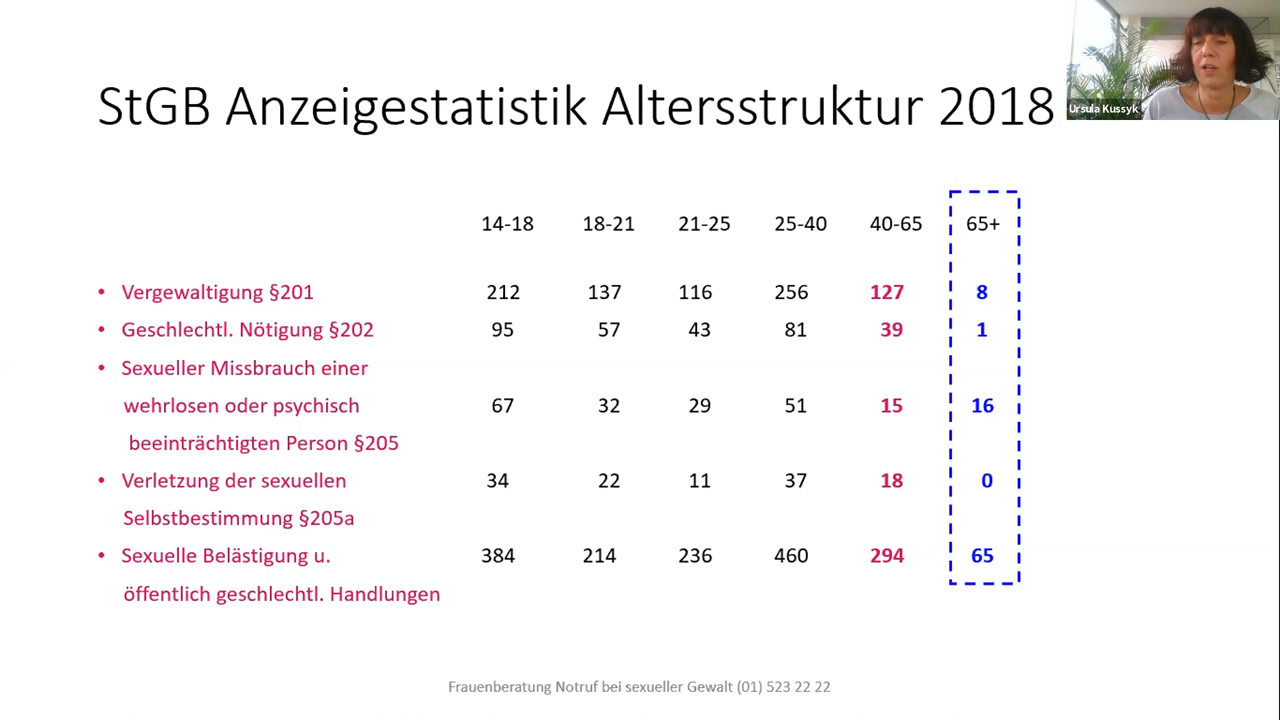 StGB Anzeigestatistik Altersstruktur 2018
Ursula Kussyk
14-18 18-21 21-25 25-40 40-65 65+
• Vergewaltigung §201 212 137 116 256 127 8
• Geschlechtl. Nötigung §202 95 57 43 81 39 1
• Sexueller Missbrauch einer
wehrlosen oder psychisch 67 32 29 51 15 16
beeinträchtigten Person §205
• Verletzung der sexuellen 34 22 11 37 18 0
Selbstbestimmung §205a
• Sexuelle Belästigung u. 384 214 236 460 294 65
öffentlich geschlechtl. Handlungen
Frauenberatung Notruf bei sexueller Gewalt (01) 523 22 22